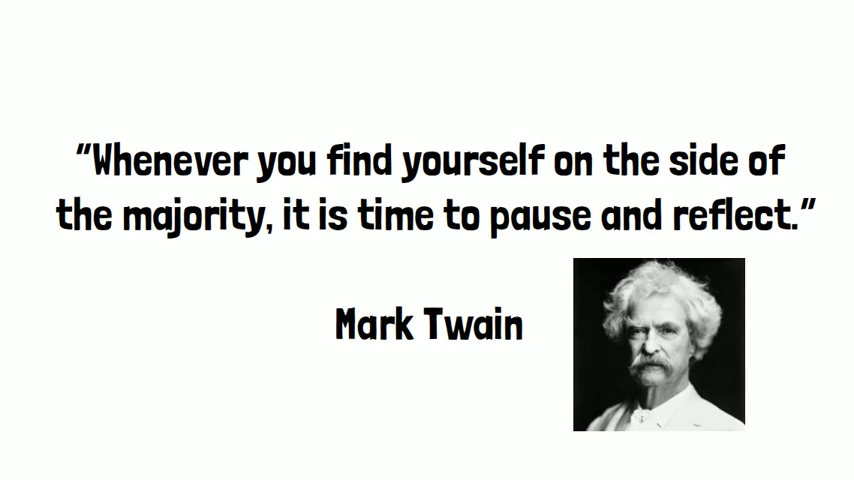 "Whenever you find yourself on the side of
the majority, it is time to pause and reflect."
Mark Twain